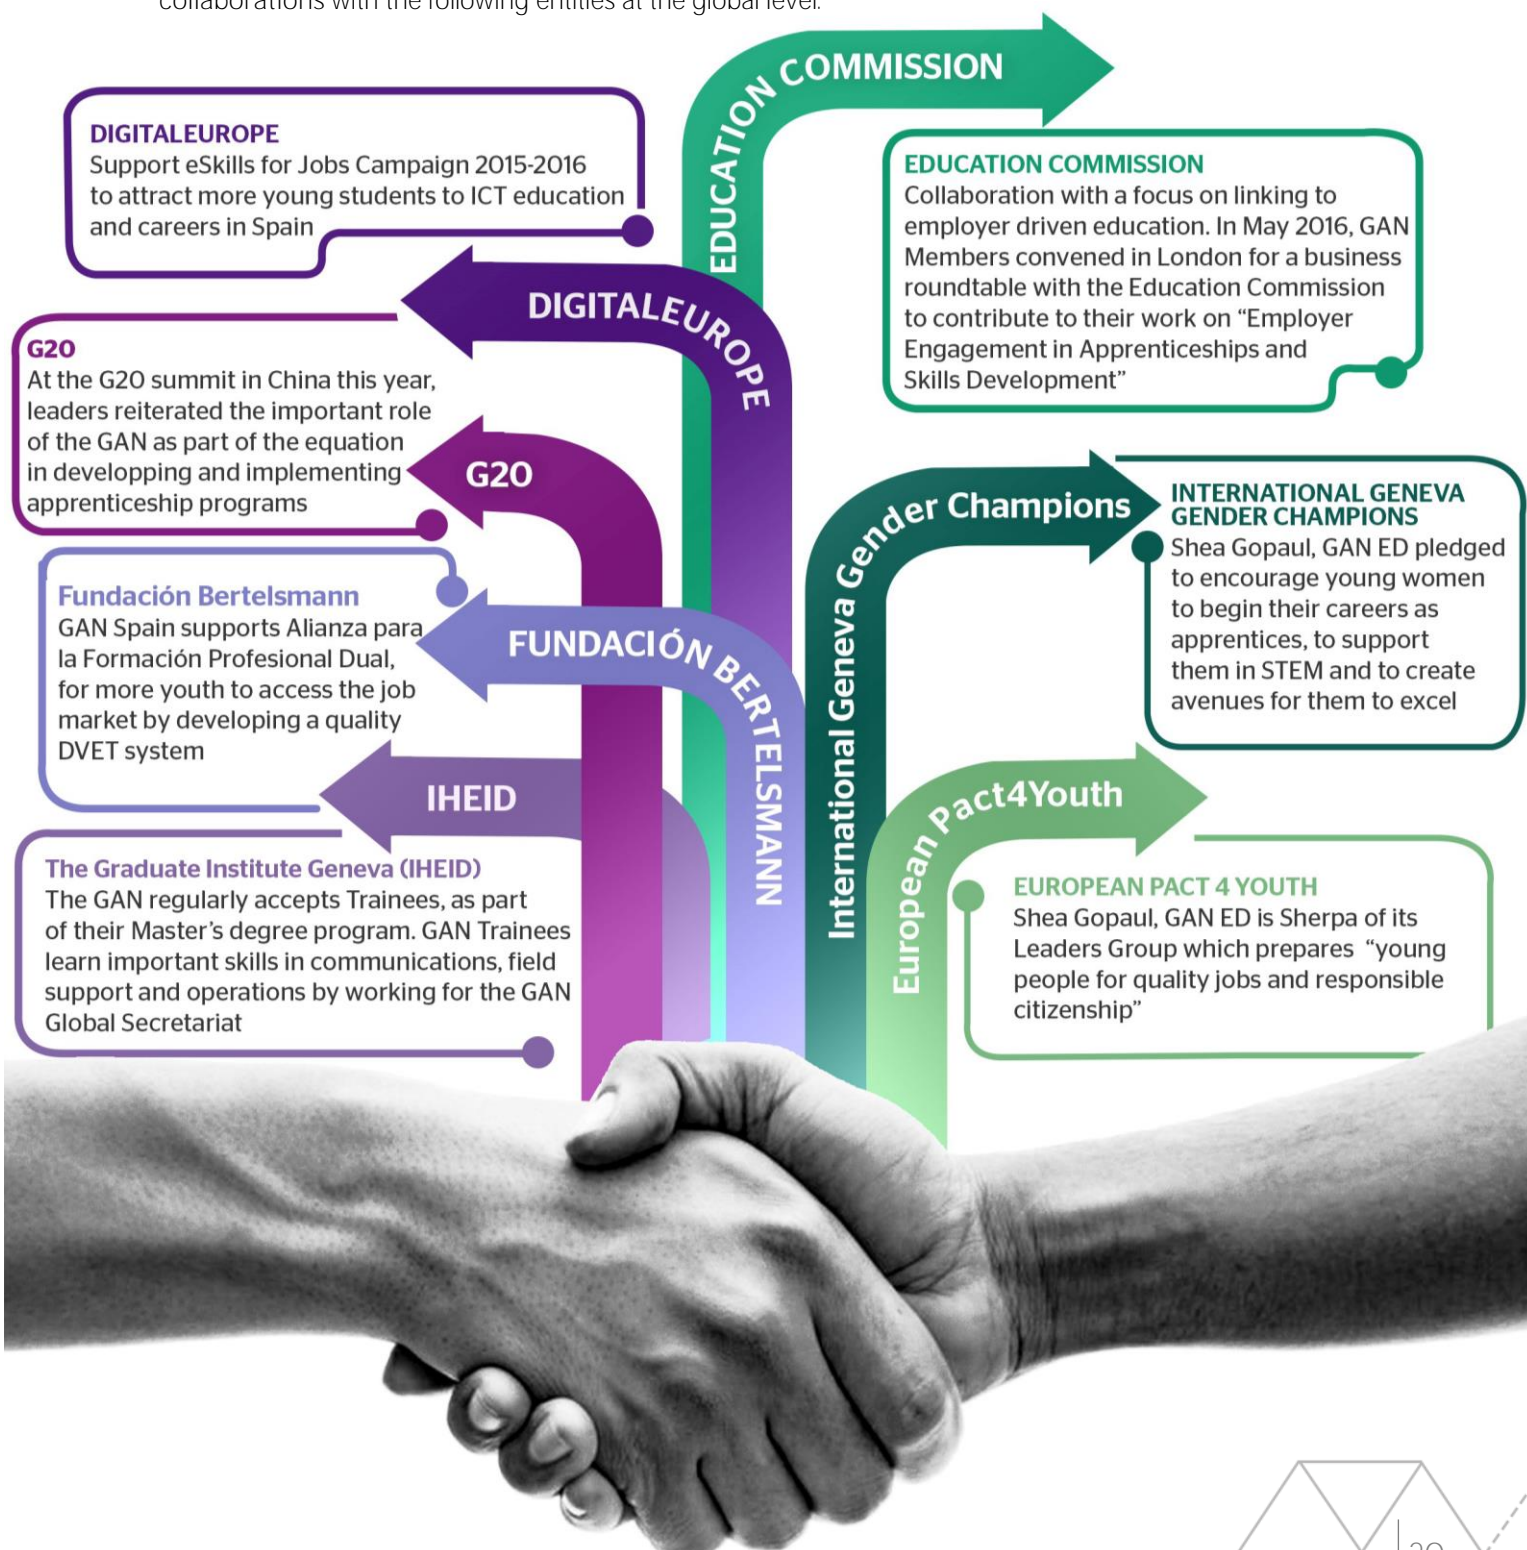 collaborations with the following entities at the global level.
EDUCATION COMMISSION
DIGITALEUROPE
Support eSkills for Jobs Campaign 2015-2016
to attract more young students to ICT education
and careers in Spain
EDUCATION COMMISSION
Collaboration with a focus on linking to
employer driven education. In May 2016, GAN
Members convened in London for a business
roundtable with the Education Commission
to contribute to their work on “Employer
Engagement in Apprenticeships and
Skills Development”
DIGITALEUROPE
G20
At the G20 summit in China this year,
leaders reiterated the important role
of the GAN as part of the equation
in developping and implementing
apprenticeship programs
G20
International Geneva Gender Champions
INTERNATIONAL GENEVA
GENDER CHAMPIONS
Shea Gopaul, GAN ED pledged
to encourage young women
to begin their careers as
apprentices, to support
them in STEM and to create
avenues for them to excel
Fundación Bertelsmann
GAN Spain supports Alianza para
la Formación Profesional Dual,
for more youth to access the job
market by developing a quality
DVET system
FUNDACIÓN BERTELSMANN
IHEID
European Pact4Youth
The Graduate Institute Geneva (IHEID)
The GAN regularly accepts Trainees, as part
of their Master’s degree program. GAN Trainees
learn important skills in communications, field
support and operations by working for the GAN
Global Secretariat
EUROPEAN PACT 4 YOUTH
Shea Gopaul, GAN ED is Sherpa of its
Leaders Group which prepares “young
people for quality jobs and responsible
citizenship”